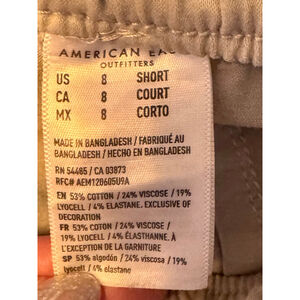 AMERICAN EAG
OUTFITTERS
US 8 SHORT
CA 8 COURT
MX 8 CORTO
MADE IN BANGLADESH / FABRIQUÉ AU
BANGLADESH / HECHO EN BANGLADESH
RN 54485 / CA 03873
RFC# AEM12B605U9A
EN 53% COTTON / 24% VISCOSE / 19%
LYOCELL / 4% ELASTANE. EXCLUSIVE OF
DECORATION
FR 53% COTON / 24% VISCOSE /
19% LYOCELL / 4% ÉLASTHANNE. À
L'EXCEPTION DE LA GARNITURE
SP 53% algodón / 24% viscosa / 19%
lyocell / 4% elastano